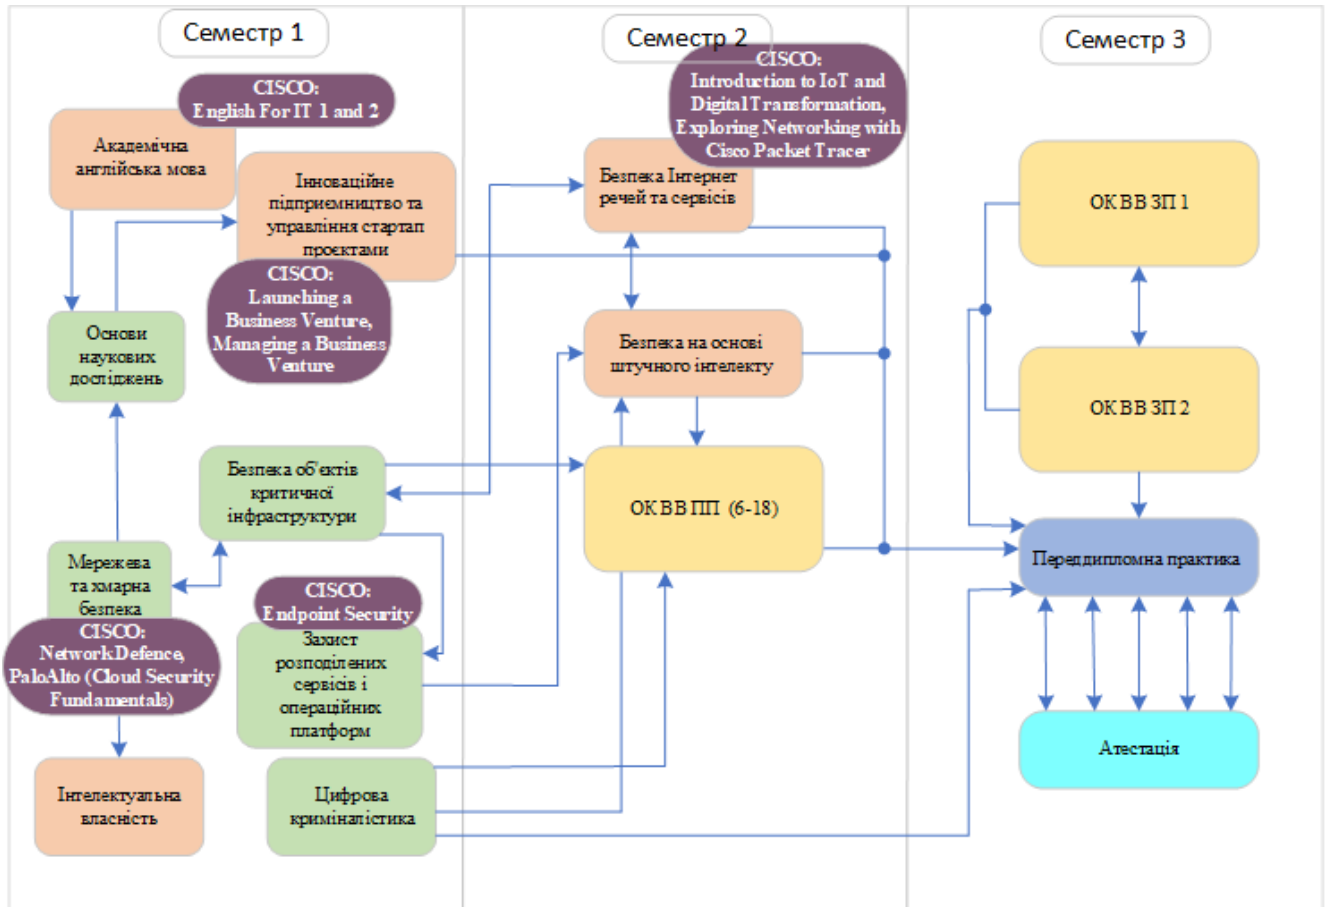 Семестр 1
Семестр 2
Семестр 3
CISCO:
English For IT 1 and 2
Академічна
англійська мова
Інноваційне
підприємництво та
управління стартап
проєктами
CISCO:
Launching a
Business Venture,
Managing a Business
Venture
Основи
наукових
досліджень
Безпека об'єктів
критичної
інфраструктури
Мережева
та хмарна
безпека
CISCO:
Network Defence,
PaloAlto (Cloud Security
Fundamentals)
CISCO:
Endpoint Security
Захист
розподілених
сервісів і
операційних
платформ
Інтелектуальна
власність
Цифрова
криміналістика
CISCO:
Introduction to IoT and
Digital Transformation,
Exploring Networking with
Cisco Packet Tracer
Безпека Інтернет
речей та сервісів
Безпека на основі
штучного інтелекту
ОК ВВ ПП (6-18)
ОК ВВ ЗП 1
ОК ВВ ЗП 2
Переддипломна практика
Атестація